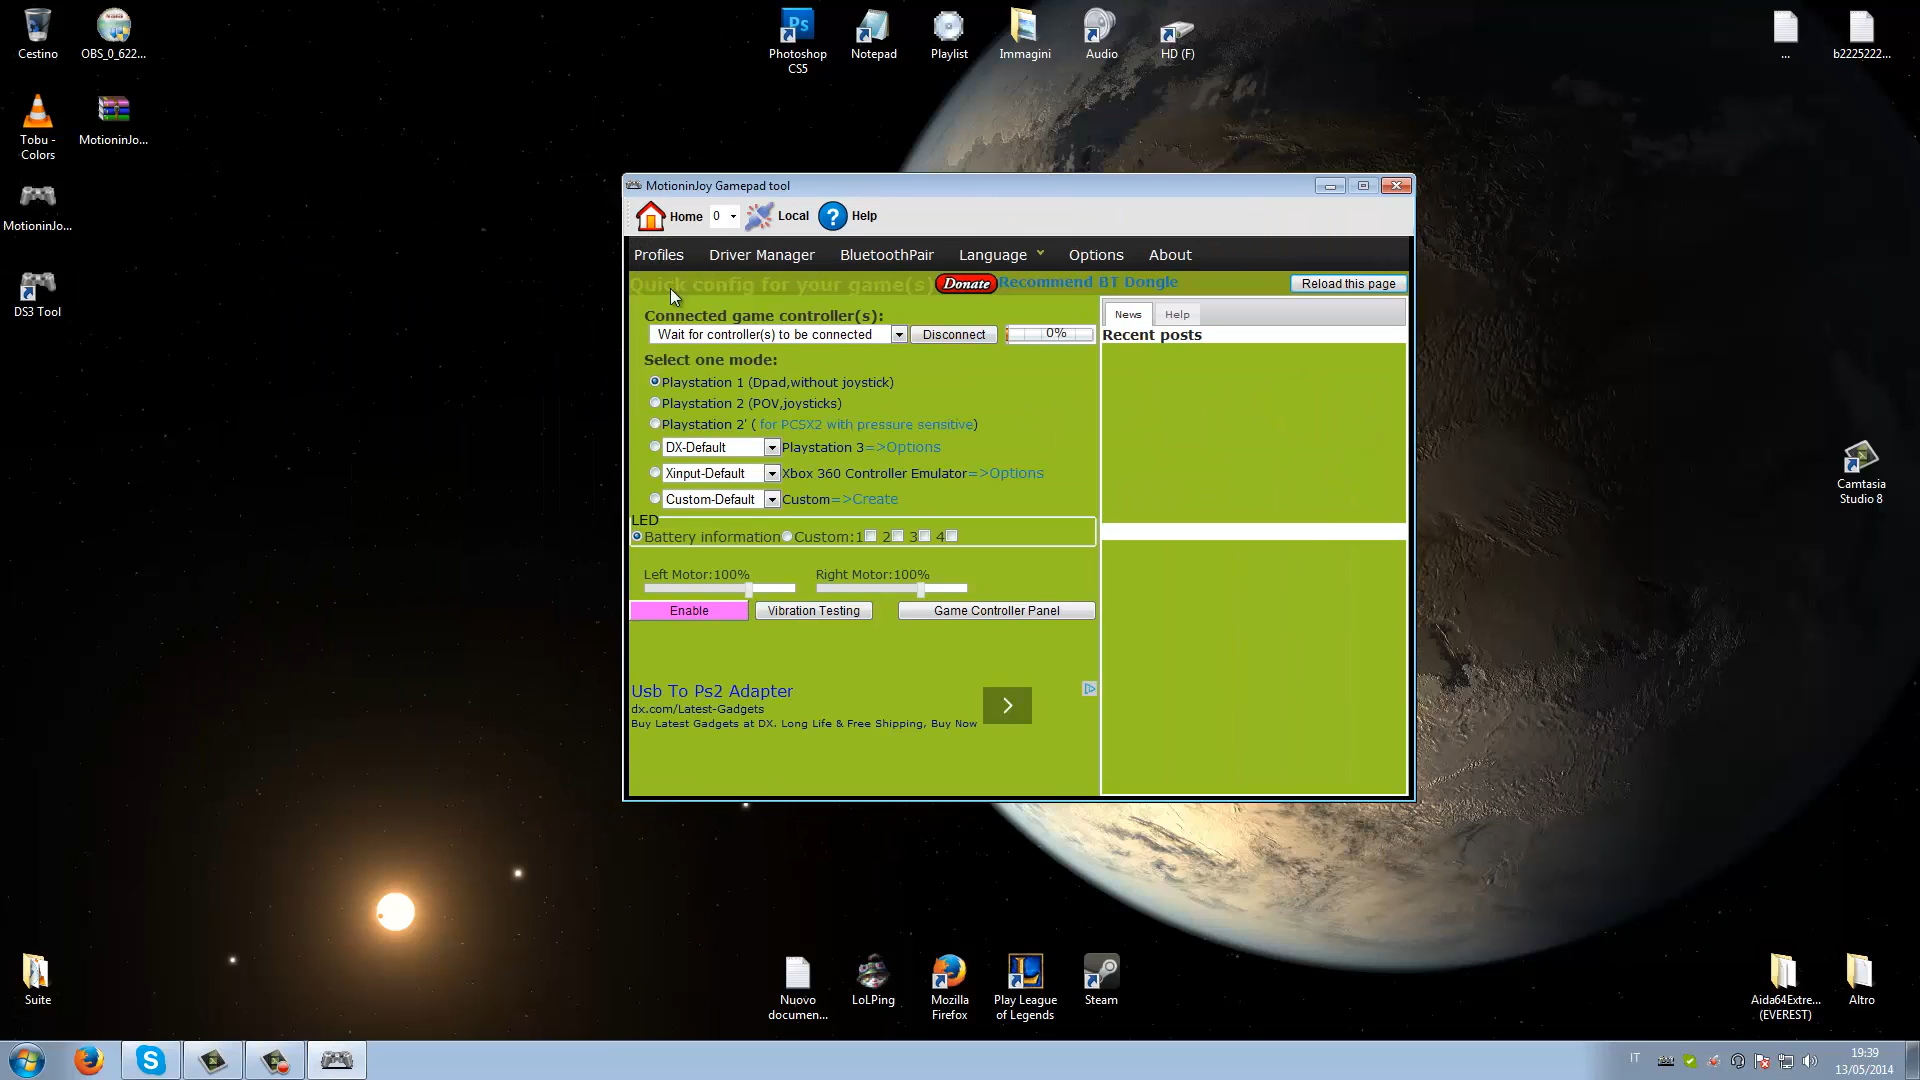 Cestino
OBS_0_622...
Photoshop
CS5
Notepad
Playlist
Immagini
Audio
HD (F)
...
b2225222...
Tobu -
Colors
MotioninJo...
MotioninJo...
DS3 Tool
Camtasia
Studio 8
MotioninJoy Gamepad tool
Home
0
Local
Help
Profiles
Driver Manager
BluetoothPair
Language
Options
About
Quick config for your game(s)
Donate
Recommend BT Dongle
Reload this page
Connected game controller(s):
Wait for controller(s) to be connected
Disconnect
0%
News
Help
Recent posts
Select one mode:
Playstation 1 (Dpad,without joystick)
Playstation 2 (POV,joysticks)
Playstation 2' ( for PCSX2 with pressure sensitive)
DX-Default Playstation 3=>Options
Xinput-Default Xbox 360 Controller Emulator=>Options
Custom-Default Custom=>Create
LED
Battery information Custom:1 2 3 4
Left Motor:100%
Right Motor:100%
Enable
Vibration Testing
Game Controller Panel
Usb To Ps2 Adapter
dx.com/Latest-Gadgets
Buy Latest Gadgets at DX. Long Life & Free Shipping, Buy Now
Suite
Nuovo
documen...
LoLPing
Mozilla
Firefox
Play League
of Legends
Steam
Aida64Extre...
(EVEREST)
Altro
IT
19:39
13/05/2014